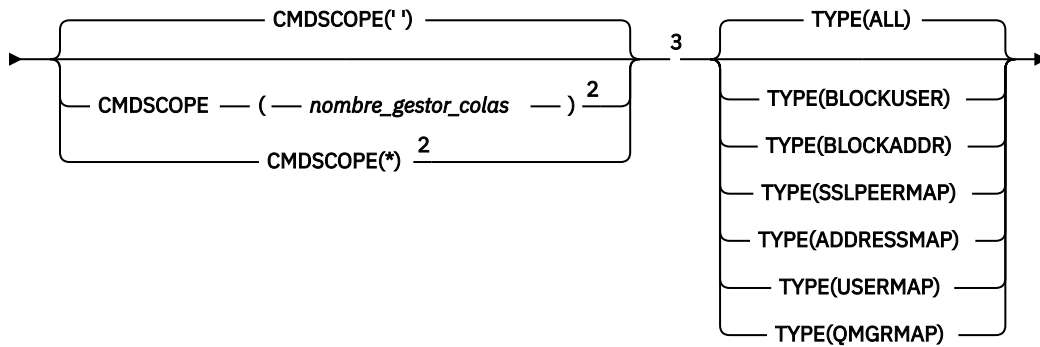 CMDSCOPE(' ')
CMDSCOPE ( nombre_gestor_colas ) 2
CMDSCOPE(*) 2
3
TYPE(ALL)
TYPE(BLOCKUSER)
TYPE(BLOCKADDR)
TYPE(SSLPEERMAP)
TYPE(ADDRESSMAP)
TYPE(USERMAP)
TYPE(QMGRMAP)